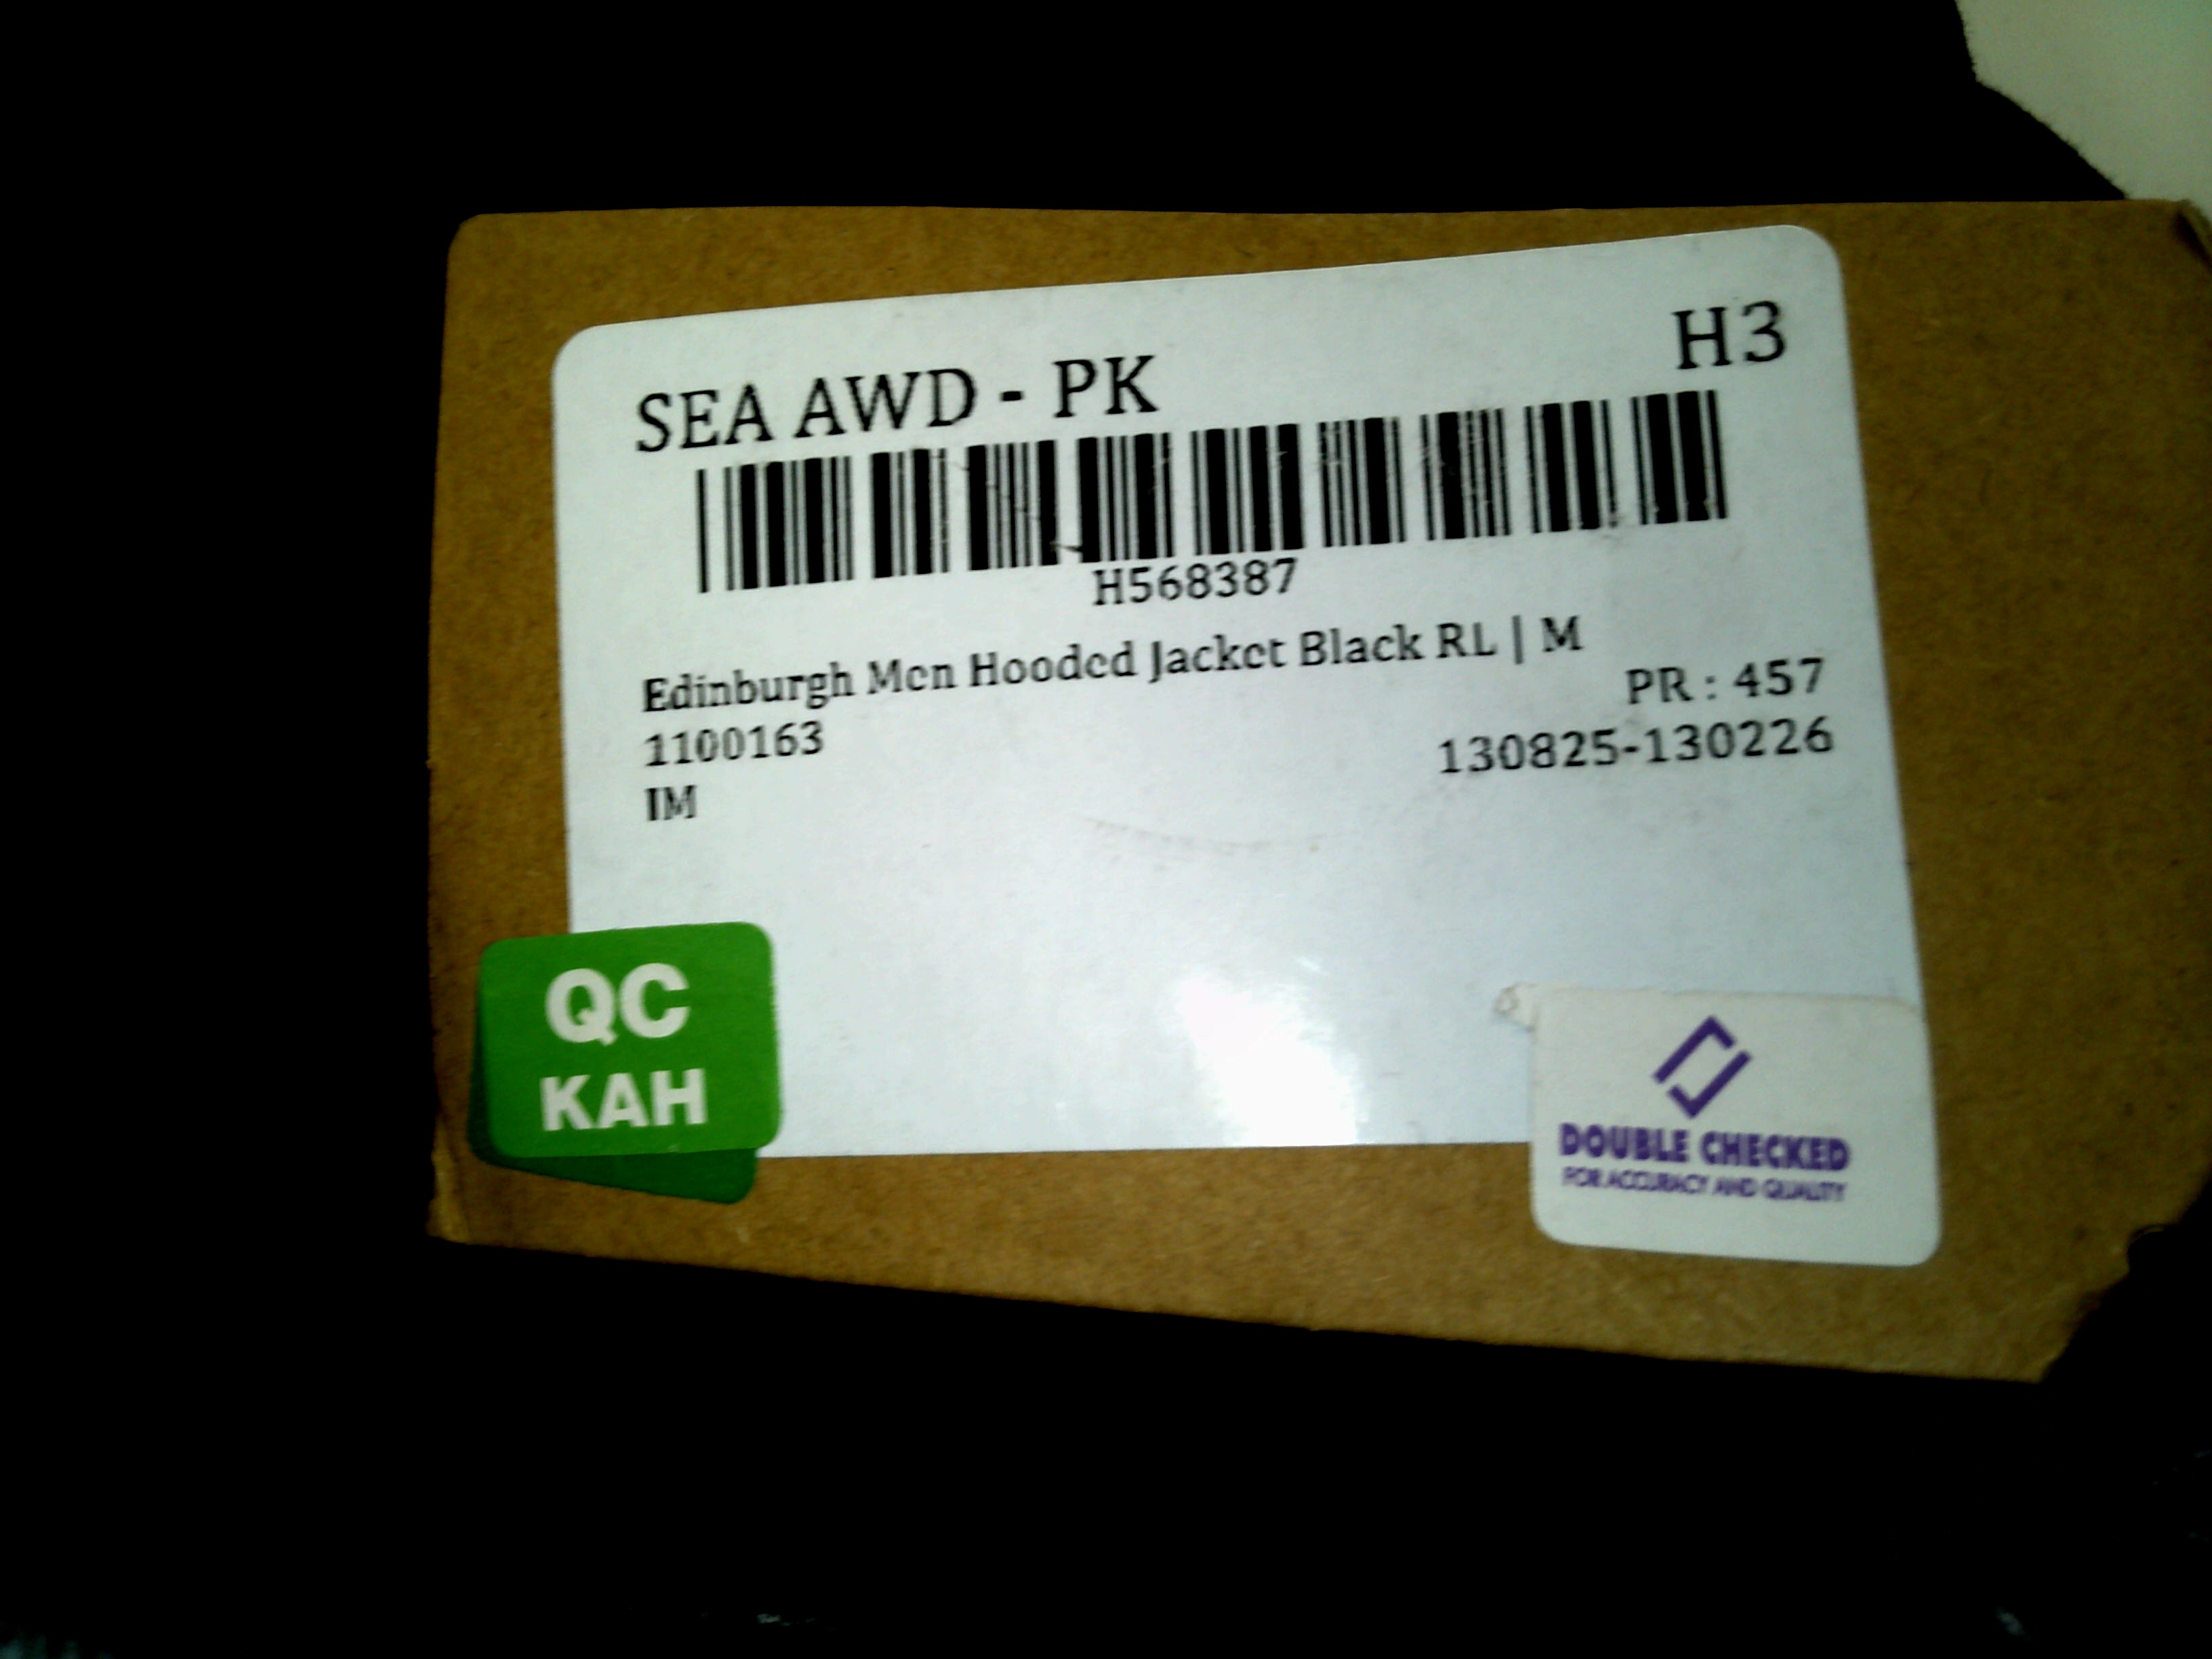 SEA AWD - PK
H3
H568387
Edinburgh Men Hooded Jacket Black RL | M
PR : 457
1100163
130825-130226
IM
QC
KAH
DOUBLE CHECKED
FOR ACCURACY AND QUALITY